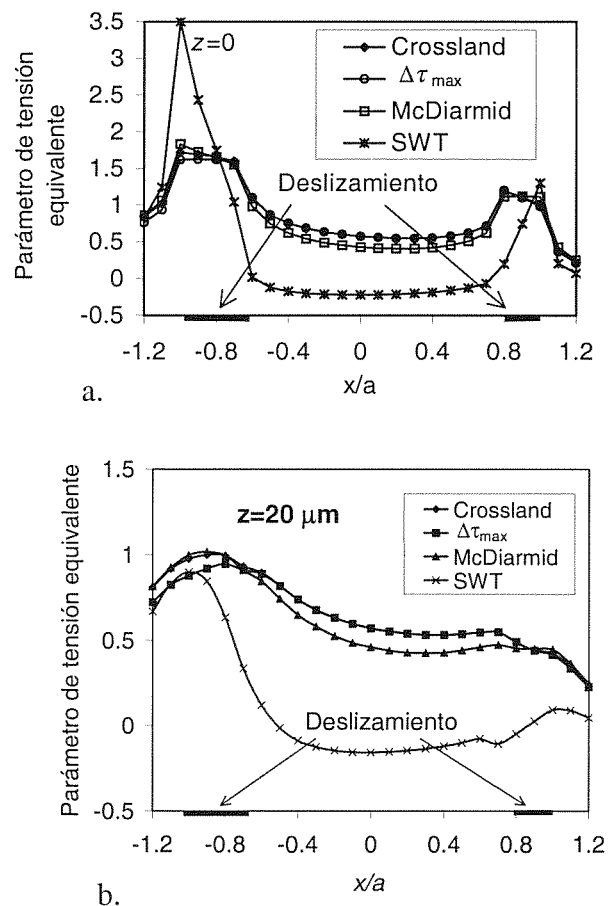 Parámetro de tensión
equivalente
3.5
3
2.5
2
1.5
1
0.5
0
-0.5
z=0
Crossland
Δτmax
McDiarmid
SWT
Deslizamiento
-1.2 -0.8 -0.4 0 0.4 0.8 1.2
x/a
a.
Parámetro de tensión equivalente
1.5
1
0.5
0
-0.5
z=20 μm
Crossland
Δτmax
McDiarmid
SWT
Deslizamiento
-1.2 -0.8 -0.4 0 0.4 0.8 1.2
x/a
b.